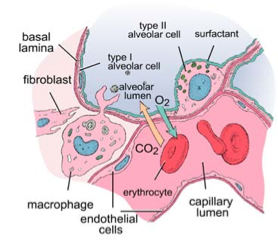 type II
alveolar cell
surfactant
basal
lamina
type I
alveolar cell
fibroblast
alveolar
lumen
O2
CO2
erythrocyte
macrophage
endothelial
cells
capillary
lumen